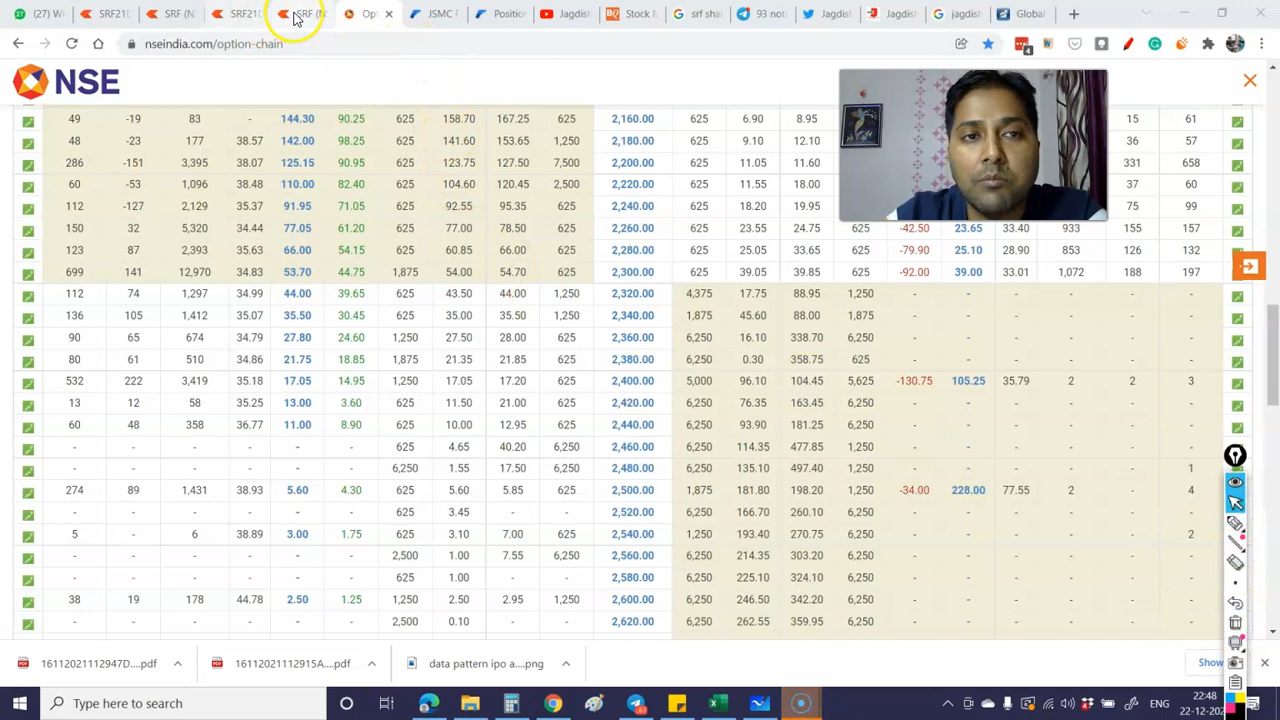 (27) W
SRF21D
SRF (N
SRF21D
SRF (N
Opt
JSMC F
Position
Jagdish
Stock M
srf shar
93 note
Jagdish
jagdish
Global
nseindia.com/option-chain
4
NSE
49 -19 83 - 144.30 90.25 625 158.70 167.25 625 2,160.00 625 6.90 8.95 15 61
48 -26 177 38.57 142.00 98.25 625 141.60 153.65 1,250 2,180.00 625 9.10 12.10 36 57
286 -151 3,395 38.07 125.15 90.95 625 123.75 127.50 7,500 2,200.00 625 11.05 11.60 331 658
60 -53 1,096 38.48 110.00 82.40 625 104.60 120.45 2,500 2,220.00 625 11.55 18.00 37 60
112 -127 2,129 35.37 91.95 71.05 625 92.55 95.35 625 2,240.00 625 18.20 19.95 75 99
150 32 5,320 34.44 77.05 61.20 625 77.00 78.50 625 2,260.00 625 23.55 24.75 625 -42.50 23.65 33.40 933 155 157
123 87 2,393 35.63 66.00 54.15 625 60.85 66.00 625 2,280.00 625 25.05 33.65 625 -79.90 25.10 28.90 853 126 132
699 141 12,970 34.83 53.70 44.75 1,875 54.00 54.70 625 2,300.00 625 39.05 39.85 625 -92.00 39.00 33.01 1,072 188 197
112 74 1,297 34.99 44.00 39.65 625 43.50 44.00 1,250 2,320.00 4,375 17.75 88.95 1,250 - - - - - -
136 105 1,412 35.07 35.50 30.45 625 35.00 35.50 1,250 2,340.00 1,875 45.60 88.00 1,875 - - - - - -
90 65 674 34.79 27.80 24.60 1,250 27.50 28.00 625 2,360.00 6,250 16.10 338.70 625 - - - - - -
80 61 510 34.86 21.75 18.85 1,875 21.35 21.85 625 2,380.00 6,250 0.30 358.75 625 - - - - - -
532 222 3,419 35.18 17.05 14.95 1,250 17.05 17.20 625 2,400.00 5,000 96.10 104.45 5,625 -130.75 105.25 35.79 2 2 3
13 12 58 35.25 13.00 3.60 625 11.50 21.00 625 2,420.00 6,250 76.35 163.45 625 - - - - - -
60 48 358 36.77 11.00 8.90 625 10.00 12.95 625 2,440.00 6,250 93.90 181.25 625 - - - - - -
- - - - - - 625 4.65 40.20 6,250 2,460.00 6,250 114.35 477.85 1,250 - - - - - -
- - - - - - 6,250 1.55 17.50 6,250 2,480.00 6,250 135.10 497.40 1,250 - - - - - 1
274 89 1,431 38.93 5.60 4.30 625 5.60 5.85 625 2,500.00 1,875 181.80 198.20 1,250 -34.00 228.00 77.55 2 - 4
- - - - - - 625 3.45 - - 2,520.00 6,250 166.70 260.10 6,250 - - - - - -
5 - 6 38.89 3.00 1.75 625 3.10 7.00 625 2,540.00 1,250 193.40 270.75 6,250 - - - - - 2
- - - - - - 2,500 1.00 7.55 6,250 2,560.00 6,250 214.35 303.20 6,250 - - - - - -
- - - - - - 625 1.00 - - 2,580.00 6,250 225.10 324.10 6,250 - - - - - -
38 19 178 44.78 2.50 1.25 1,250 2.50 2.95 1,250 2,600.00 6,250 246.50 342.20 6,250 - - - - - -
- - - - - - 2,500 0.10 - - 2,620.00 6,250 262.55 359.95 6,250 - - - - - -
16112021112947D....pdf
16112021112915A....pdf
data pattern ipo a....png
Show
Type here to search
ENG
22:48